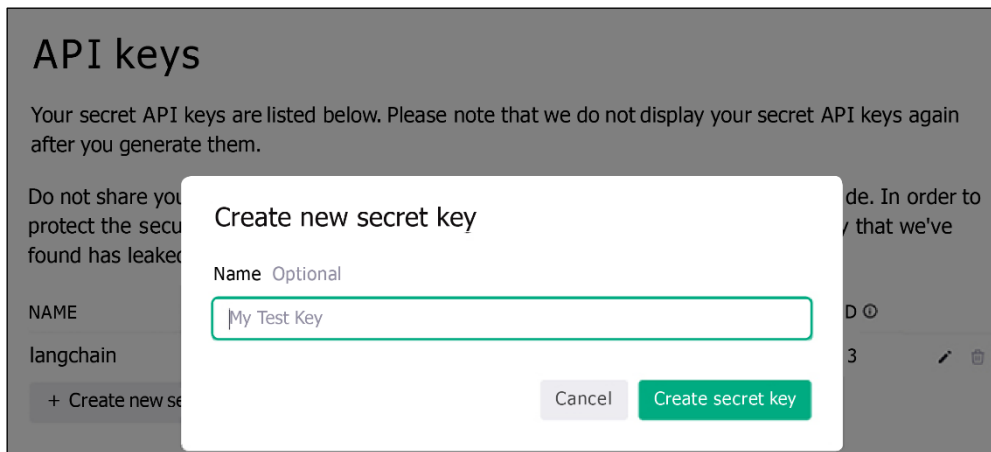 API keys
Your secret API keys are listed below. Please note that we do not display your secret API keys again
after you generate them.
Do not share you de. In order to
protect the secu y that we've
found has leaked
Create new secret key
Name Optional
My Test Key
NAME D
langchain 3
+ Create new se
Cancel Create secret key